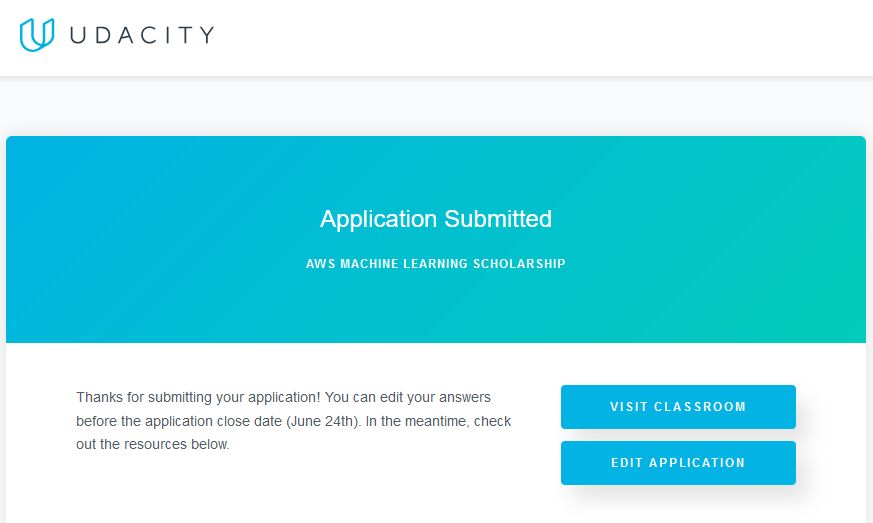 UDACITY
Application Submitted
AWS MACHINE LEARNING SCHOLARSHIP
Thanks for submitting your application! You can edit your answers
before the application close date (June 24th). In the meantime, check
out the resources below.
VISIT CLASSROOM
EDIT APPLICATION